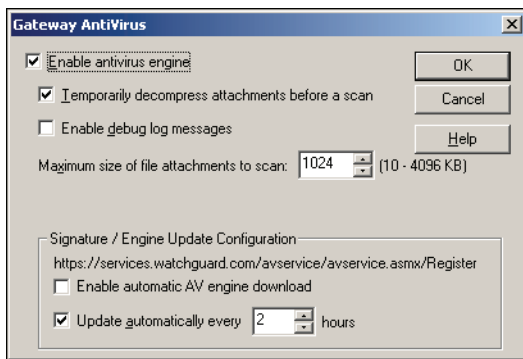 Gateway AntiVirus
Enable antivirus engine
OK
Temporarily decompress attachments before a scan
Cancel
Enable debug log messages
Help
Maximum size of file attachments to scan: 1024 (10 - 4096 KB)
Signature / Engine Update Configuration
https://services.watchguard.com/avservice/avservice.asmx/Register
Enable automatic AV engine download
Update automatically every 2 hours